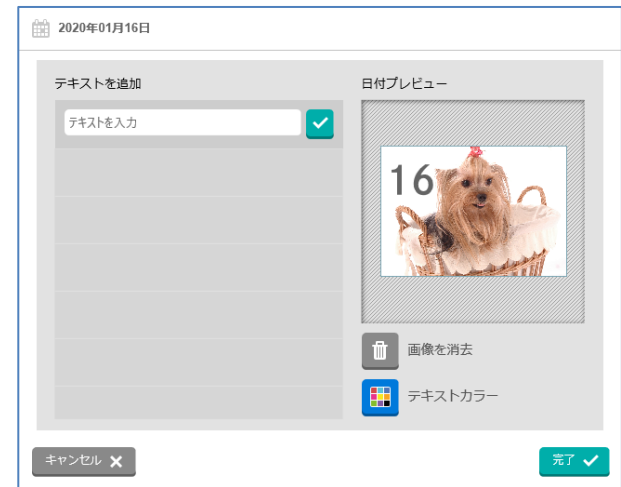 2020年01月16日
テキストを追加
テキストを入力
日付プレビュー
16
画像を消去
テキストカラー
キャンセル
完了